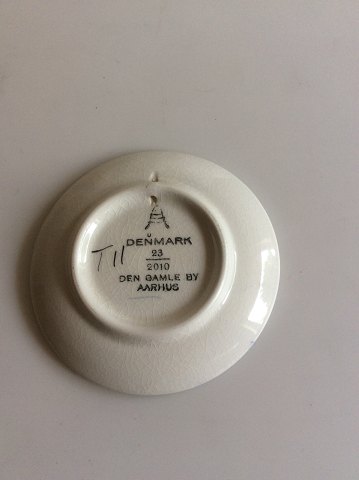 DENMARK
23
2010
DEN GAMLE BY
AARHUS
T11